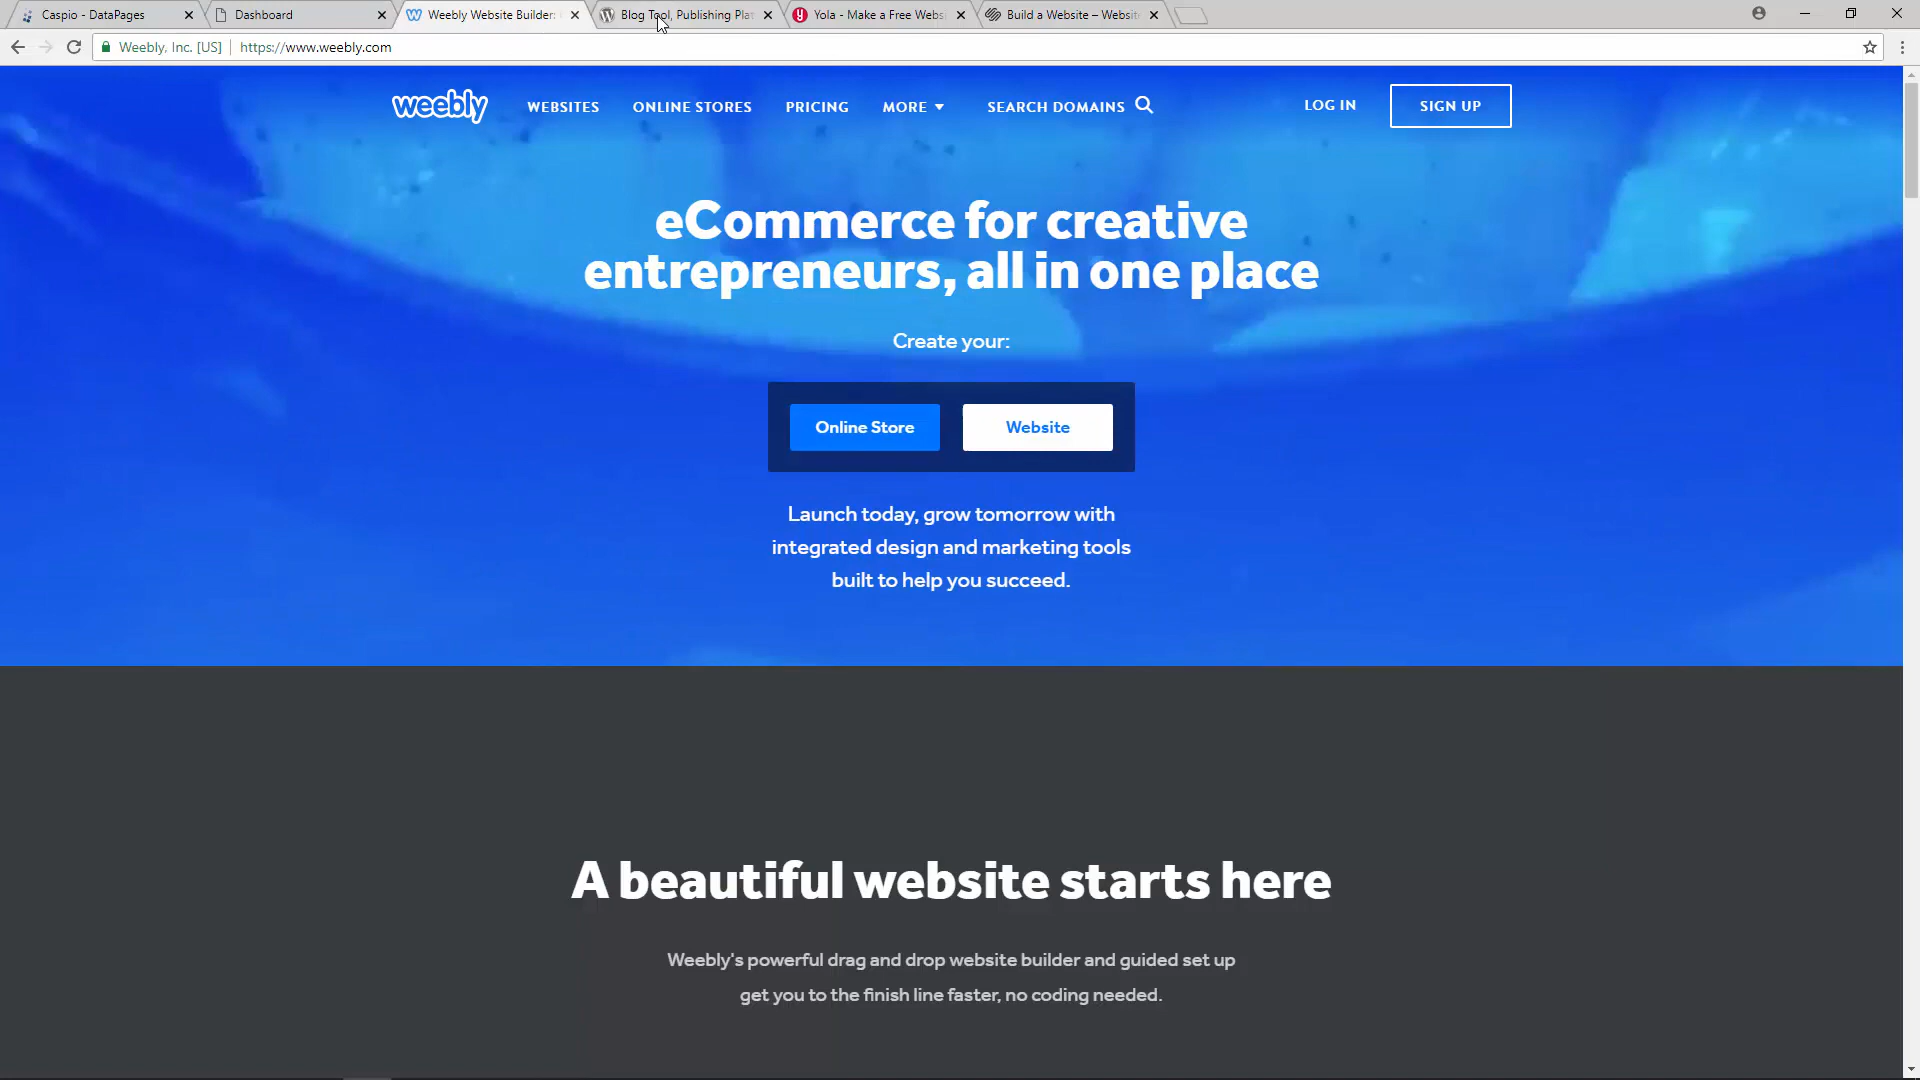 Caspio - DataPages
Dashboard
Weebly Website Builder:
Blog Tool, Publishing Plat
Yola - Make a Free Webs
Build a Website – Websit
Weebly, Inc. [US]
https://www.weebly.com
weebly
WEBSITES
ONLINE STORES
PRICING
MORE
SEARCH DOMAINS
LOG IN
SIGN UP
eCommerce for creative
entrepreneurs, all in one place
Create your:
Online Store
Website
Launch today, grow tomorrow with
integrated design and marketing tools
built to help you succeed.
A beautiful website starts here
Weebly's powerful drag and drop website builder and guided set up
get you to the finish line faster, no coding needed.